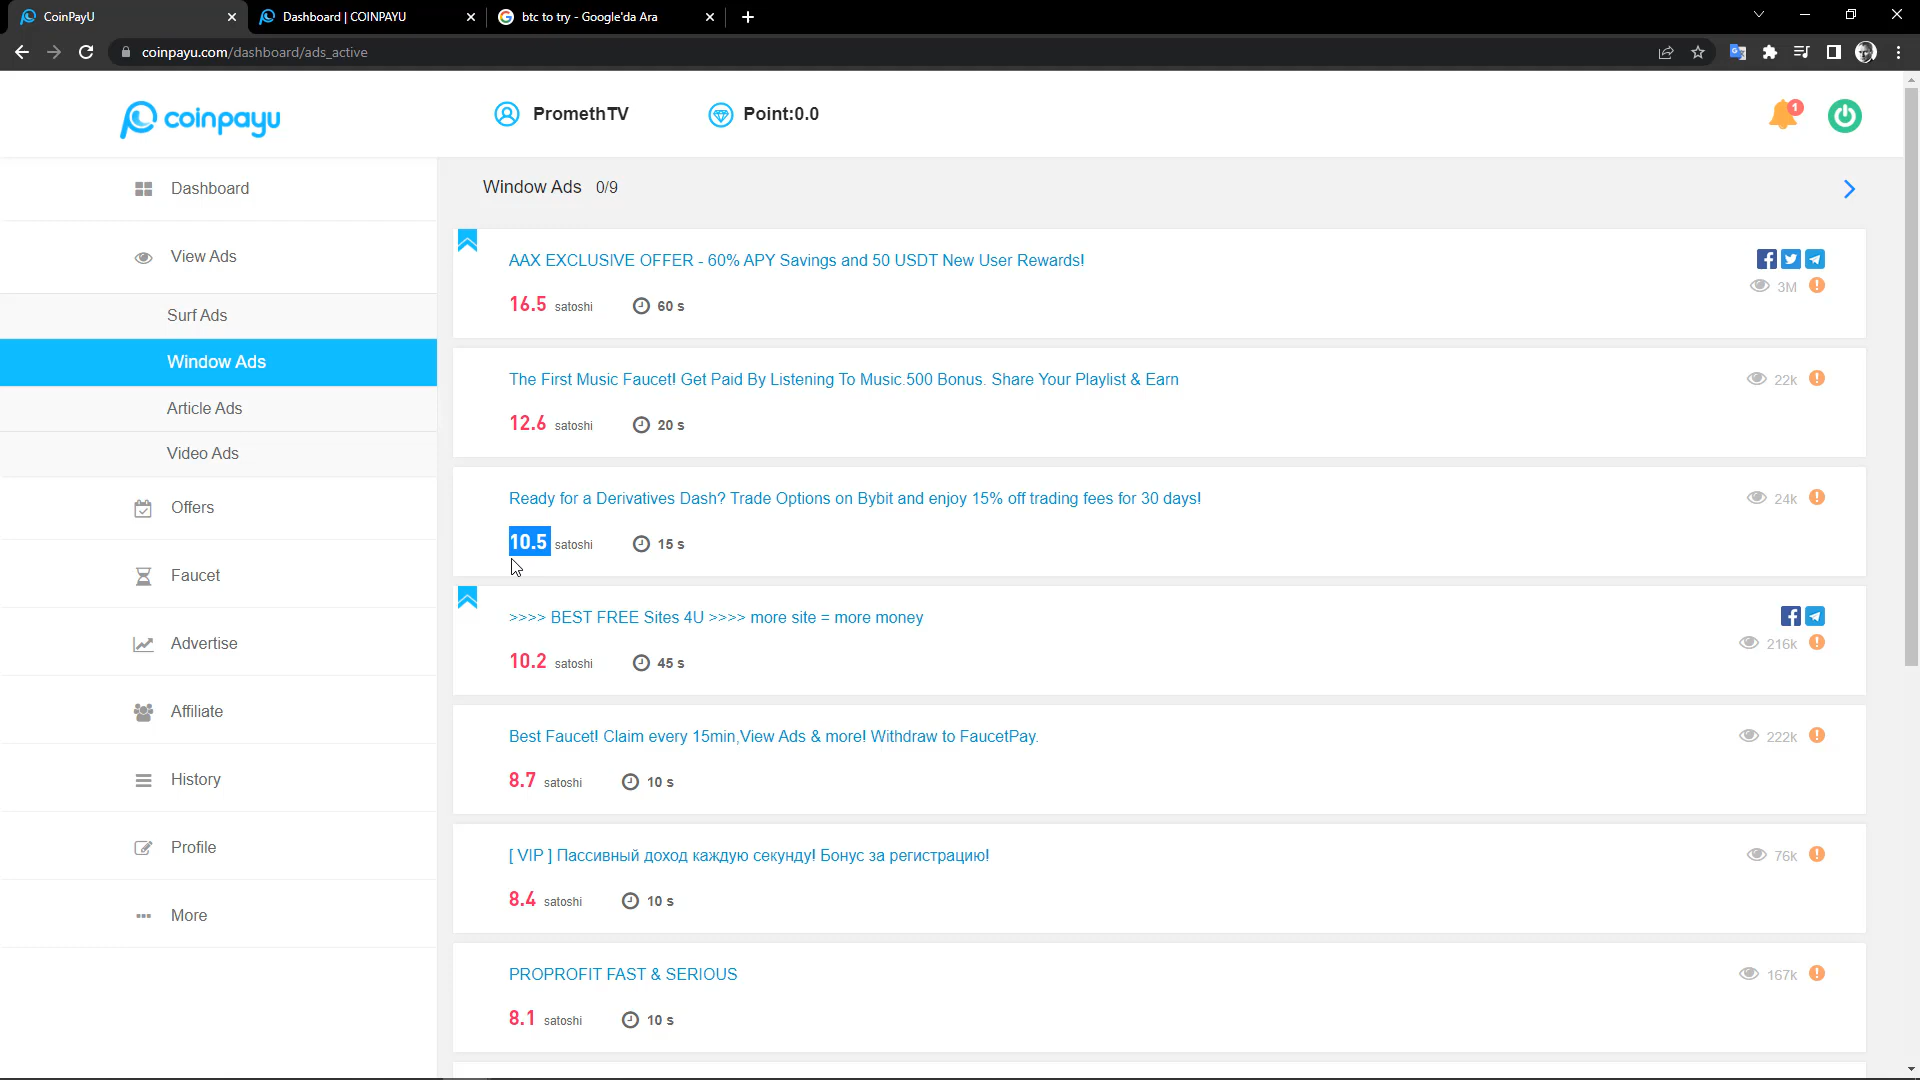 CoinPayU
Dashboard | COINPAYU
btc to try - Google'da Ara
coinpayu.com/dashboard/ads_active
coinpayu
PromethTV
Point:0.0
1
Dashboard
View Ads
Surf Ads
Window Ads
Article Ads
Video Ads
Offers
Faucet
Advertise
Affiliate
History
Profile
More
Window Ads 0/9
AAX EXCLUSIVE OFFER - 60% APY Savings and 50 USDT New User Rewards!
3M
16.5 satoshi 60 s
The First Music Faucet! Get Paid By Listening To Music.500 Bonus. Share Your Playlist & Earn
22k
12.6 satoshi 20 s
Ready for a Derivatives Dash? Trade Options on Bybit and enjoy 15% off trading fees for 30 days!
24k
10.5 satoshi 15 s
>>>> BEST FREE Sites 4U >>>> more site = more money
216k
10.2 satoshi 45 s
Best Faucet! Claim every 15min,View Ads & more! Withdraw to FaucetPay.
222k
8.7 satoshi 10 s
[ VIP ] Пассивный доход каждую секунду! Бонус за регистрацию!
76k
8.4 satoshi 10 s
PROPROFIT FAST & SERIOUS
167k
8.1 satoshi 10 s